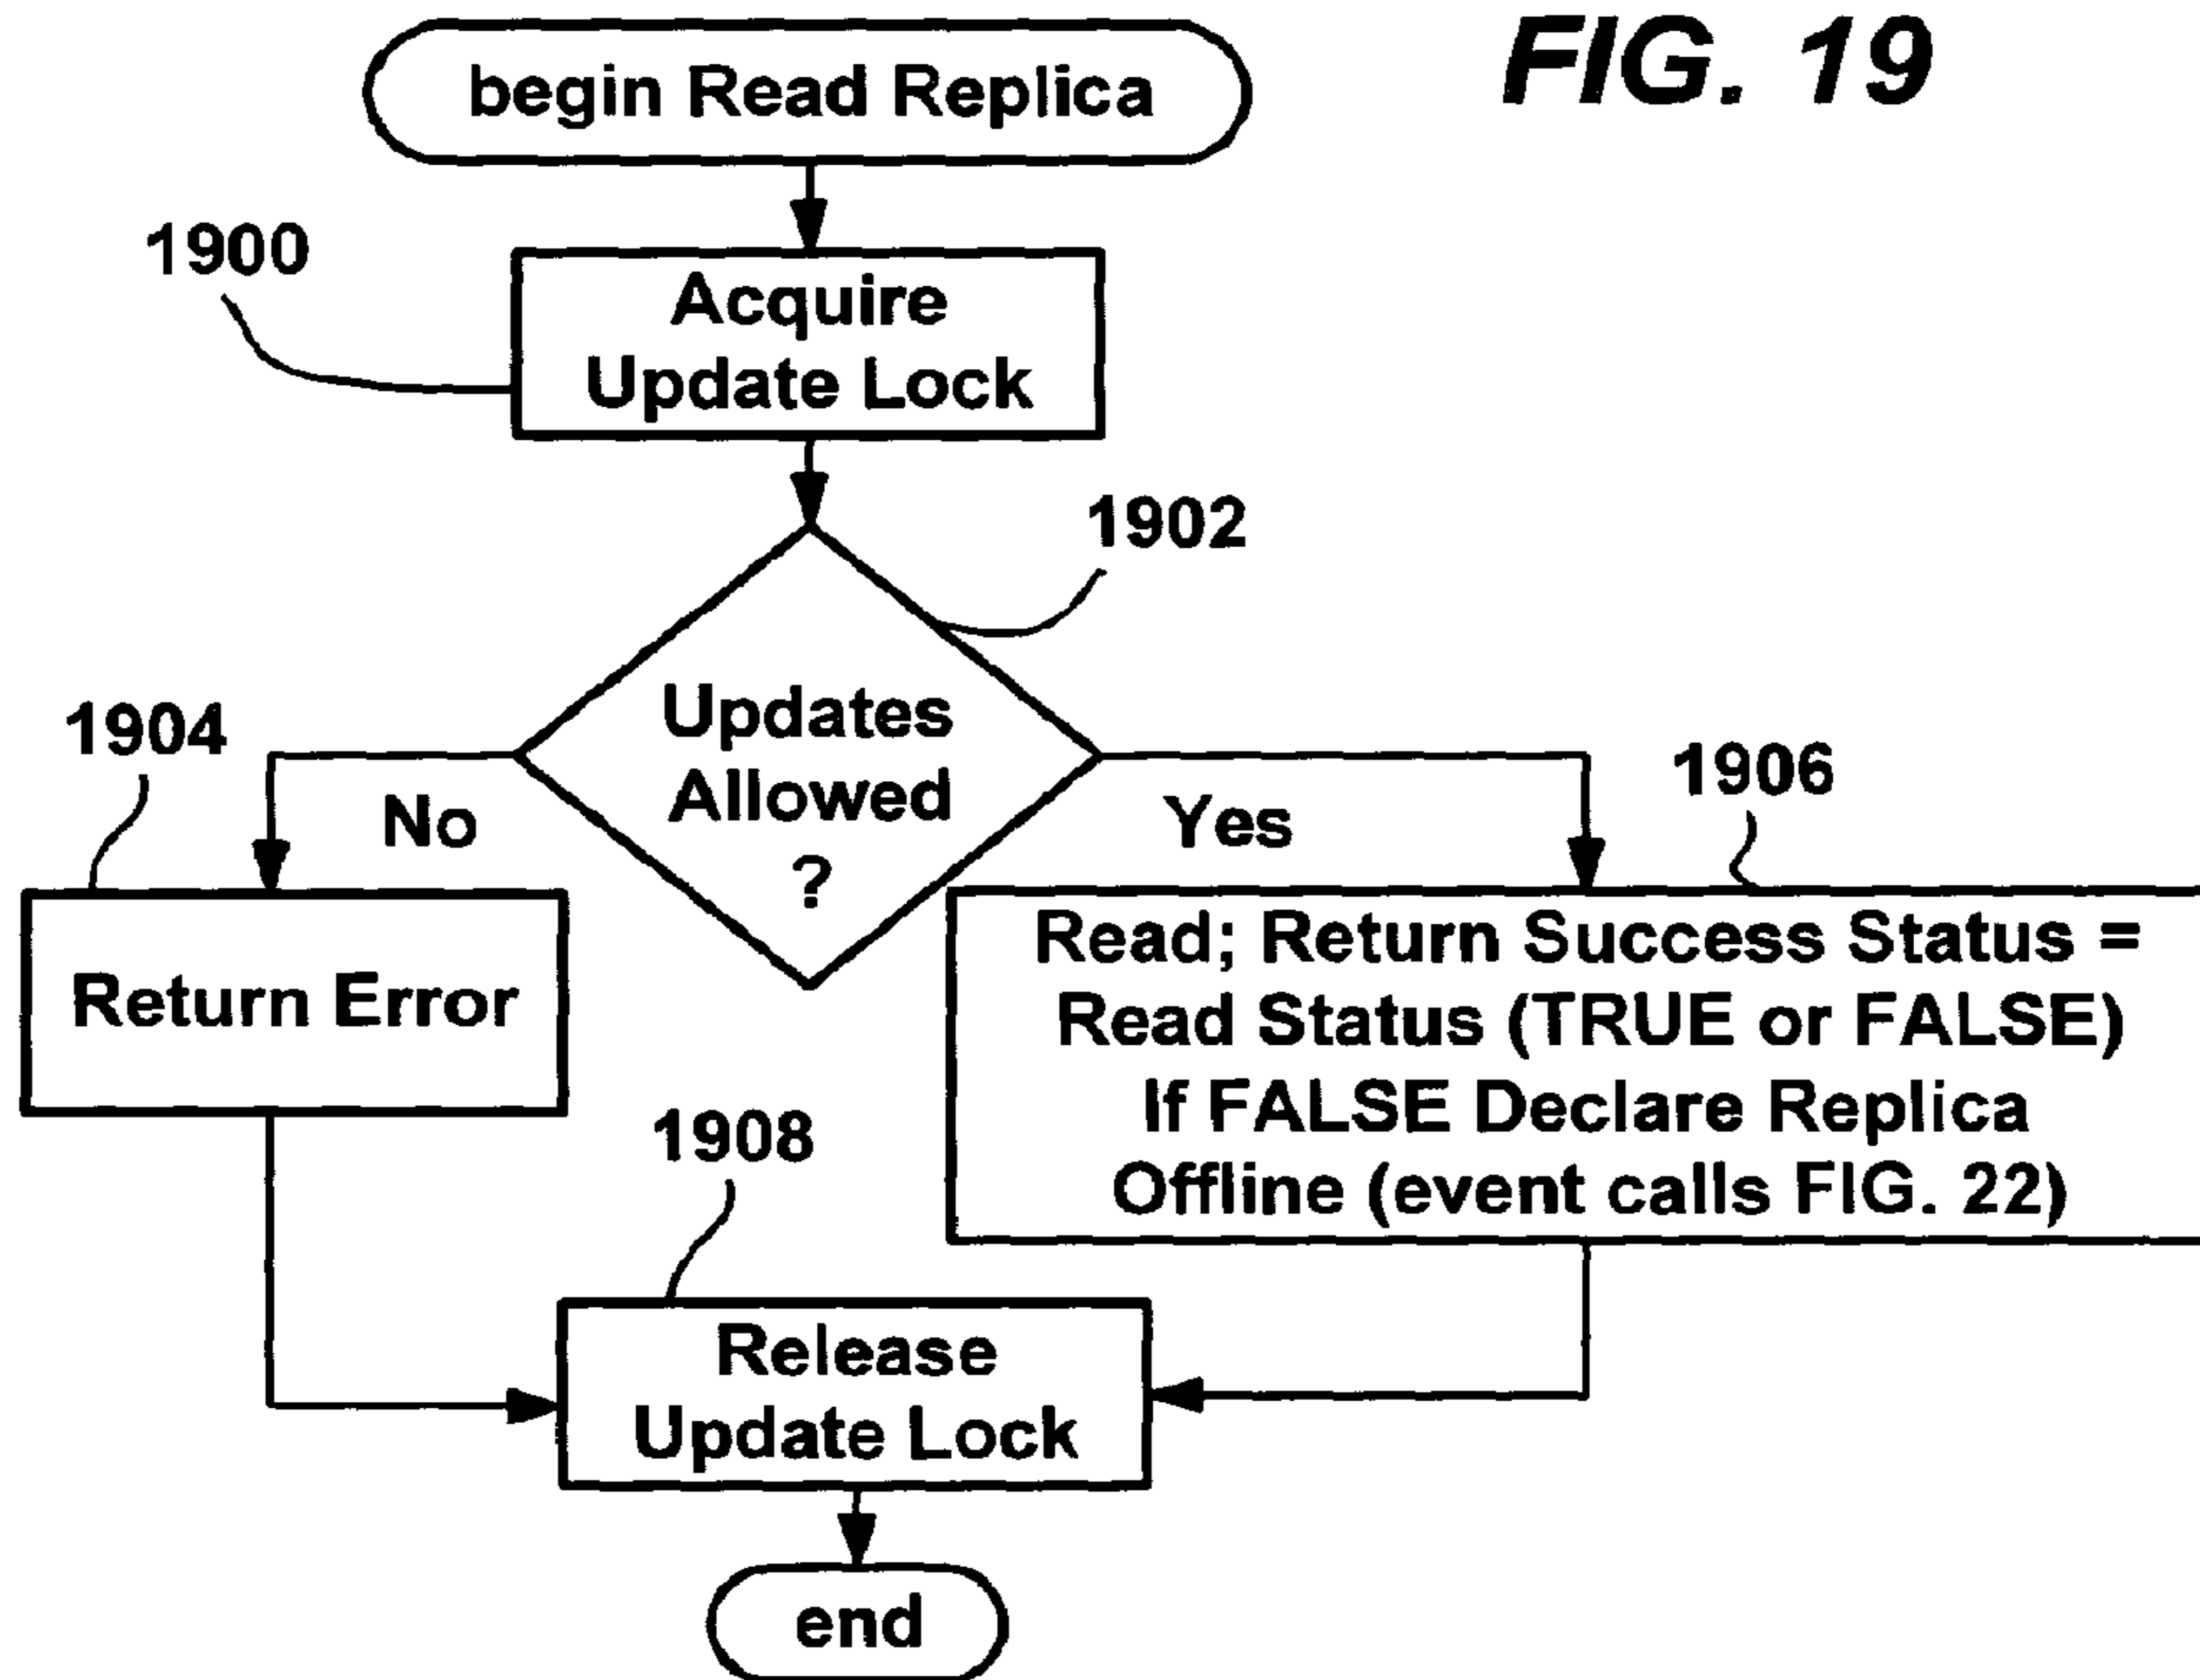 FIG. 19
begin Read Replica
1900
Acquire
Update Lock
1902
Updates
Allowed
?
1904
No
Yes
1906
Return Error
Read; Return Success Status =
Read Status (TRUE or FALSE)
If FALSE Declare Replica
Offline (event calls FIG. 22)
1908
Release
Update Lock
end